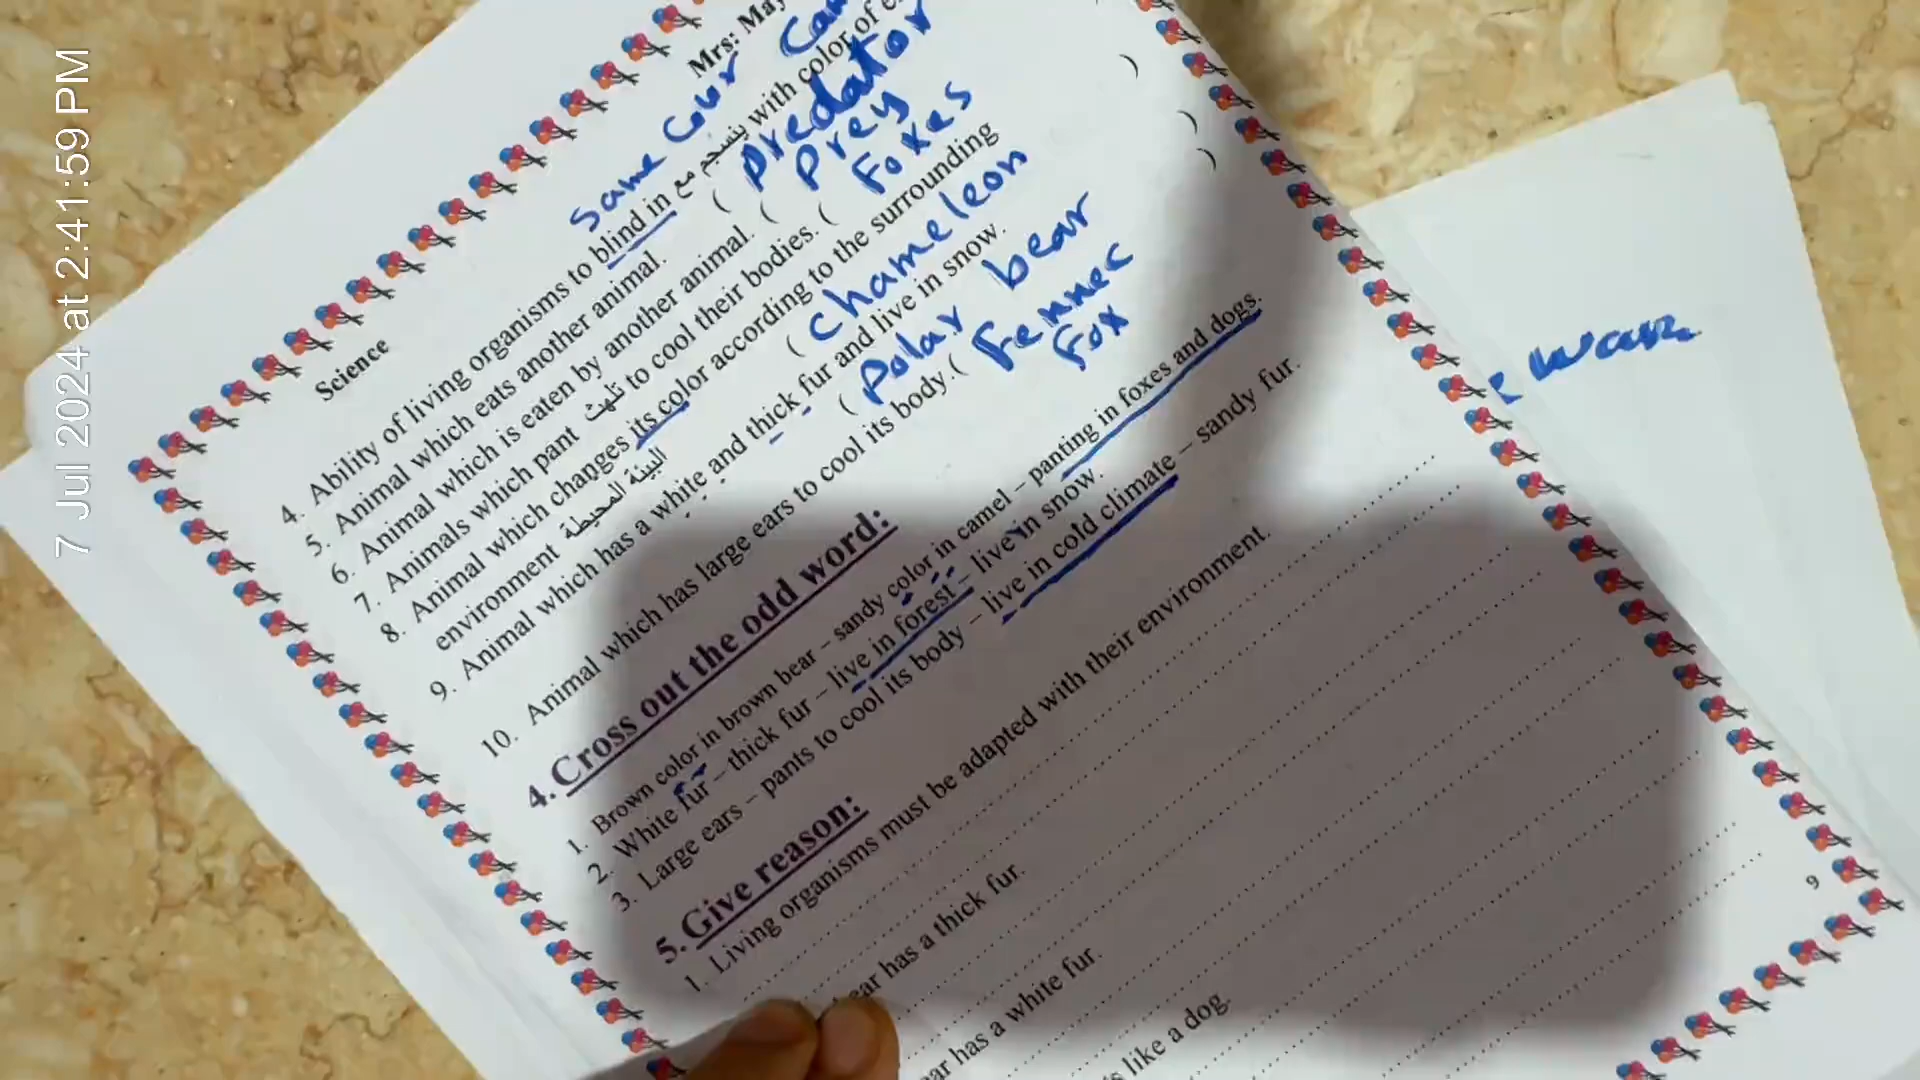 7 Jul 2024 at 2:41:59 PM
Science
Mrs: May
same color
4. Ability of living organisms to blind in ينسجم مع with color of
5. Animal which eats another animal. ( predator )
6. Animal which is eaten by another animal. ( prey )
7. Animals which pant تلهث to cool their bodies. ( Foxes )
8. Animal which changes its color according to the surrounding
environment البيئة المحيطة ( chameleon
9. Animal which has a white and thick fur and live in snow.
( polar bear
10. Animal which has large ears to cool its body.( Fennec
Fox
4. Cross out the odd word:
1. Brown color in brown bear – sandy color in camel – panting in foxes and dogs.
2. White fur – thick fur – live in forest – live in snow.
3. Large ears – pants to cool its body – live in cold climate – sandy fur.
5. Give reason:
1. Living organisms must be adapted with their environment.
ear has a thick fur.
ear has a white fur.
s like a dog.
9